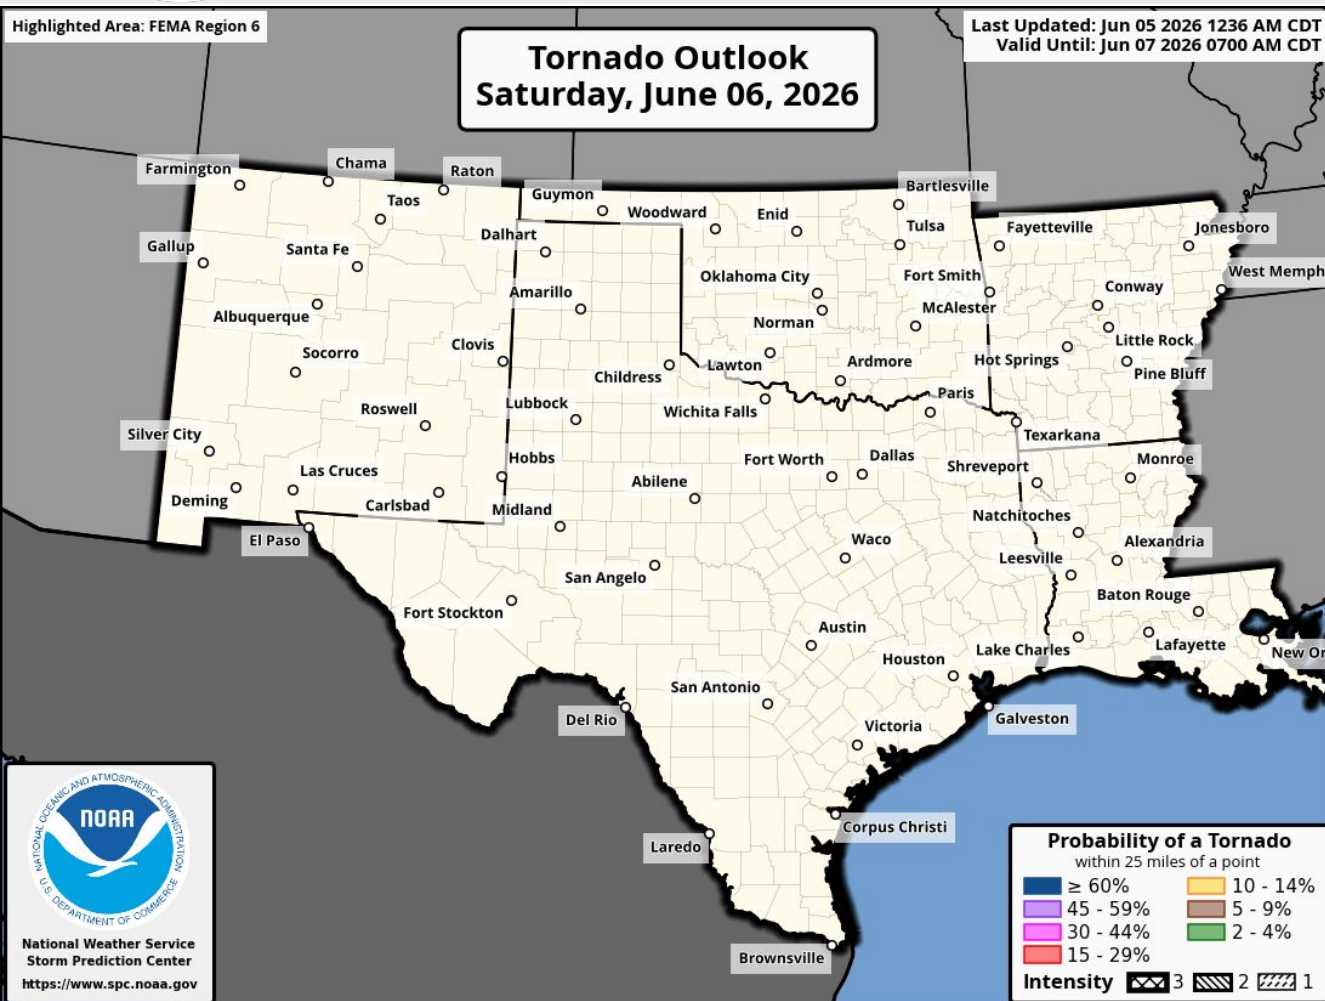 Highlighted Area: FEMA Region 6
Last Updated: Jun 05 2026 1236 AM CDT
Valid Until: Jun 07 2026 0700 AM CDT
Tornado Outlook
Saturday, June 06, 2026
Farmington
Chama
Raton
Taos
Guymon
Woodward
Enid
Bartlesville
Tulsa
Fayetteville
Jonesboro
Gallup
Santa Fe
Dalhart
Oklahoma City
Fort Smith
West Memph
Amarillo
Conway
Albuquerque
Norman
McAlester
Little Rock
Socorro
Clovis
Childress
Lawton
Ardmore
Hot Springs
Pine Bluff
Roswell
Lubbock
Wichita Falls
Paris
Texarkana
Silver City
Las Cruces
Hobbs
Abilene
Fort Worth
Dallas
Shreveport
Monroe
Deming
Carlsbad
Midland
Natchitoches
El Paso
Waco
Leesville
Alexandria
San Angelo
Fort Stockton
Baton Rouge
Austin
Houston
Lake Charles
Lafayette
New Or
San Antonio
Del Rio
Victoria
Galveston
Laredo
Corpus Christi
Brownsville
NATIONAL OCEANIC AND ATMOSPHERIC ADMINISTRATION
NOAA
U.S. DEPARTMENT OF COMMERCE
National Weather Service
Storm Prediction Center
https://www.spc.noaa.gov
Probability of a Tornado
within 25 miles of a point
≥ 60%
10 - 14%
45 - 59%
5 - 9%
30 - 44%
2 - 4%
15 - 29%
Intensity 3 2 1